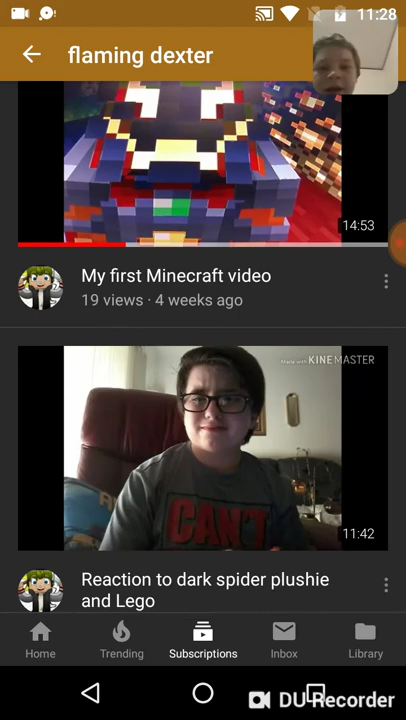 11:28
flaming dexter
14:53
My first Minecraft video
19 views · 4 weeks ago
Made with KINEMASTER
CAN'T
11:42
Reaction to dark spider plushie
and Lego
Home
Trending
Subscriptions
Inbox
Library
DU Recorder